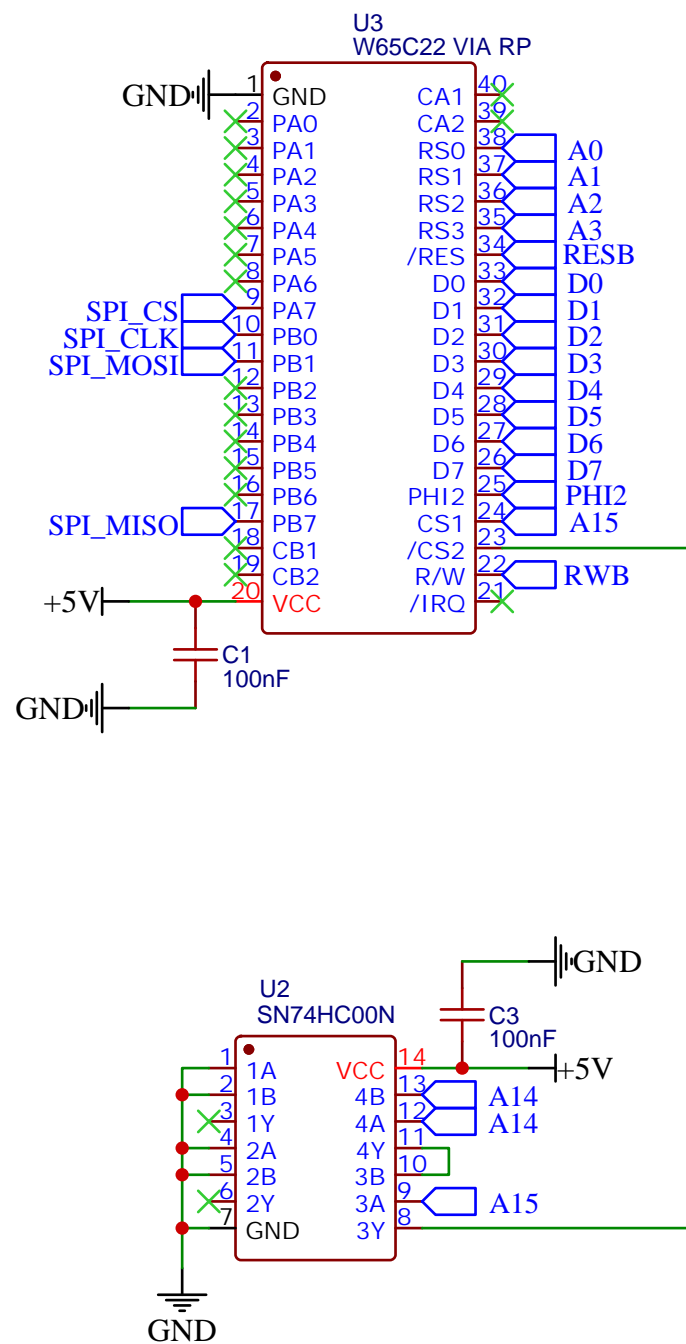 U3
W65C22 VIA RP
GND 1 GND CA1 40
2 PA0 CA2 39
3 PA1 RS0 38 A0
4 PA2 RS1 37 A1
5 PA3 RS2 36 A2
6 PA4 RS3 35 A3
7 PA5 /RES 34 RESB
8 PA6 D0 33 D0
SPI_CS 9 PA7 D1 32 D1
SPI_CLK 10 PB0 D2 31 D2
SPI_MOSI 11 PB1 D3 30 D3
12 PB2 D4 29 D4
13 PB3 D5 28 D5
14 PB4 D6 27 D6
15 PB5 D7 26 D7
16 PB6 PHI2 25 PHI2
SPI_MISO 17 PB7 CS1 24 A15
18 CB1 /CS2 23
19 CB2 R/W 22 RWB
+5V 20 VCC /IRQ 21
C1
100nF
GND
GND
U2
SN74HC00N
C3
100nF
1 1A VCC 14 +5V
2 1B 4B 13 A14
3 1Y 4A 12 A14
4 2A 4Y 11
5 2B 3B 10
6 2Y 3A 9 A15
7 GND 3Y 8
GND